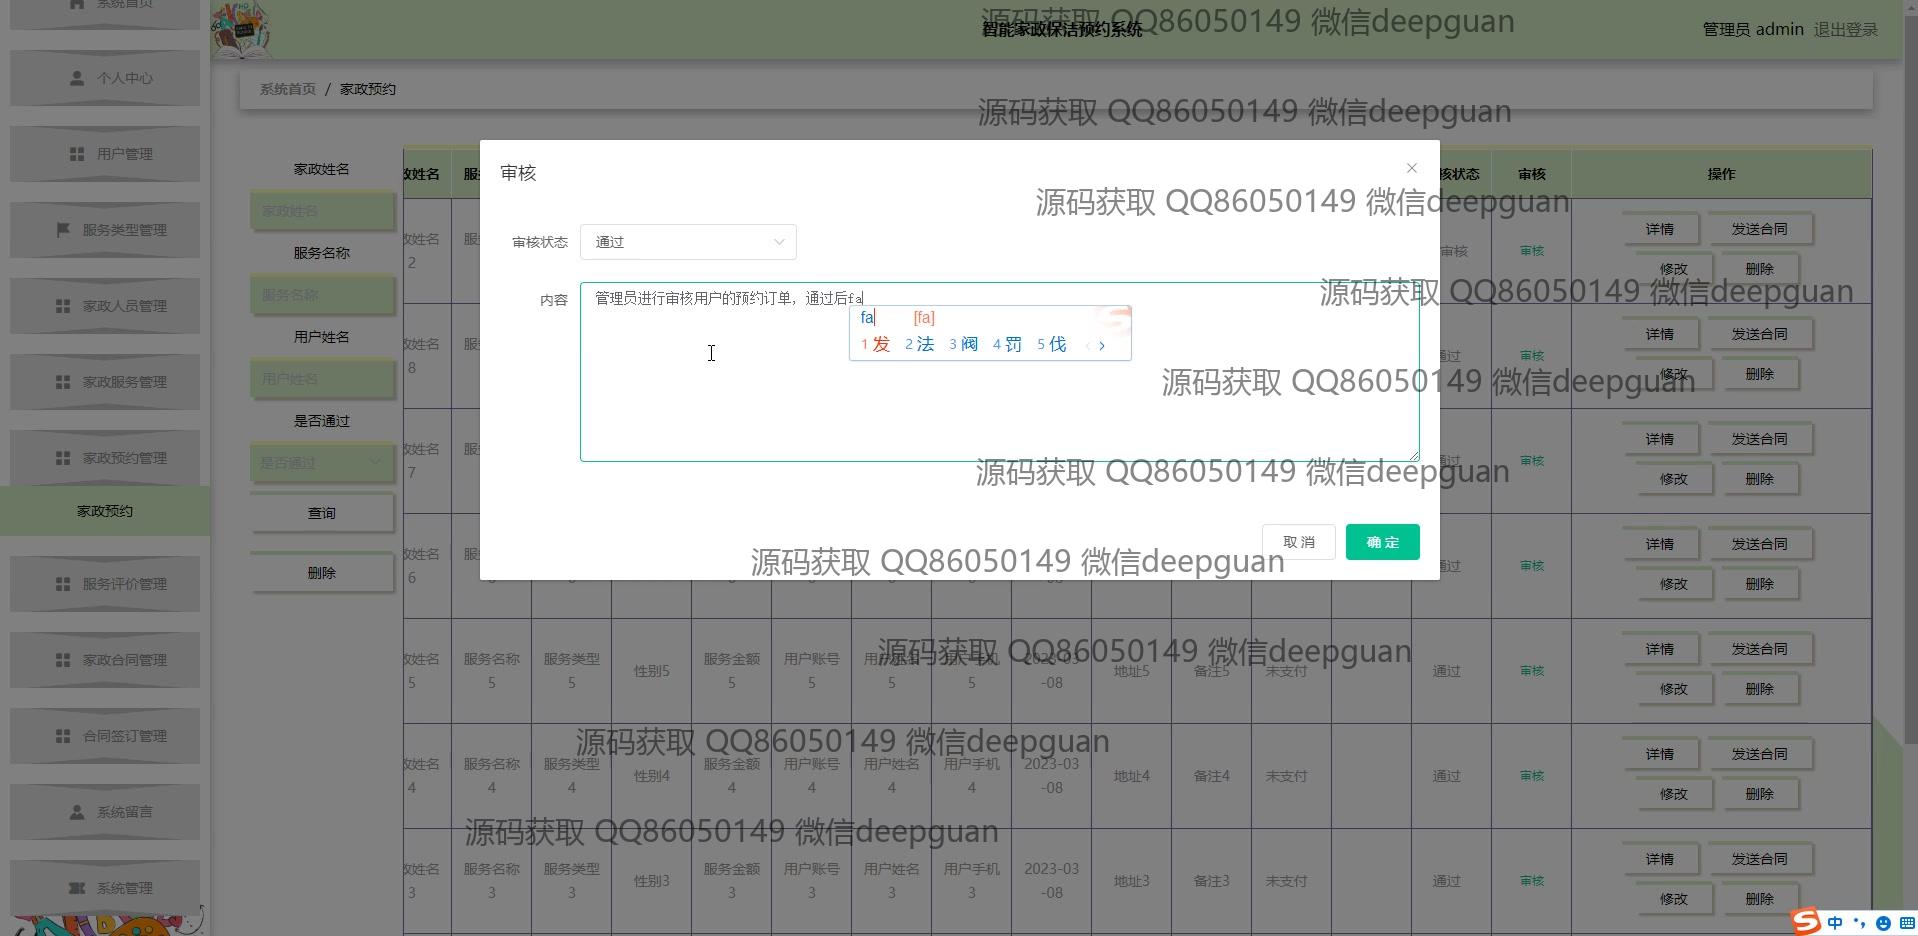 系统首页
智能家政保洁预约系统
管理员 admin 退出登录
源码获取 QQ86050149 微信deepguan
个人中心
系统首页 / 家政预约
源码获取 QQ86050149 微信deepguan
用户管理
服务类型管理
家政人员管理
家政服务管理
家政预约管理
家政预约
服务评价管理
家政合同管理
合同签订管理
系统留言
系统管理
家政姓名
家政姓名
服务名称
服务名称
用户姓名
用户姓名
是否通过
是否通过
查询
删除
审核
源码获取 QQ86050149 微信deepguan
审核状态 通过
内容 管理员进行审核用户的预约订单，通过后fa
fa [fa]
1 发 2 法 3 阀 4 罚 5 伐
源码获取 QQ86050149 微信deepguan
源码获取 QQ86050149 微信deepguan
源码获取 QQ86050149 微信deepguan
取消 确定
源码获取 QQ86050149 微信deepguan
政姓名 服
核状态 审核 操作
政姓名 服 审核 审核 详情 发送合同
2 修改 删除
政姓名 服 通过 审核 详情 发送合同
8 修改 删除
政姓名 服 通过 审核 详情 发送合同
7 修改 删除
政姓名 服 通过 审核 详情 发送合同
6 修改 删除
源码获取 QQ86050149 微信deepguan
政姓名 服务名称 服务类型 性别5 服务金额 用户账号 用户姓名 用户手机 2023-03 地址5 备注5 未支付 通过 审核 详情 发送合同
5 5 5 5 5 5 5 -08 修改 删除
源码获取 QQ86050149 微信deepguan
政姓名 服务名称 服务类型 性别4 服务金额 用户账号 用户姓名 用户手机 2023-03 地址4 备注4 未支付 通过 审核 详情 发送合同
4 4 4 4 4 4 4 -08 修改 删除
源码获取 QQ86050149 微信deepguan
政姓名 服务名称 服务类型 性别3 服务金额 用户账号 用户姓名 用户手机 2023-03 地址3 备注3 未支付 通过 审核 详情 发送合同
3 3 3 3 3 3 3 -08 修改 删除
中